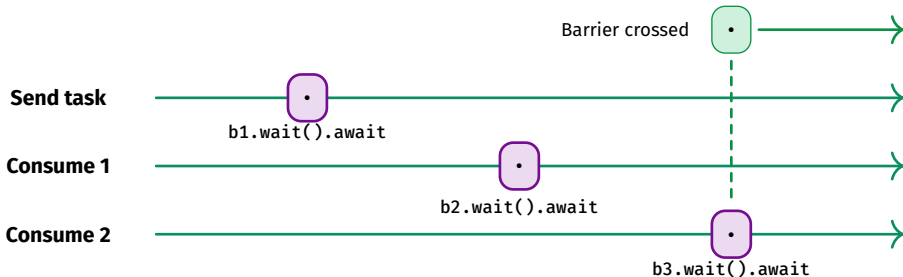 Barrier crossed
Send task
b1.wait().await
Consume 1
b2.wait().await
Consume 2
b3.wait().await